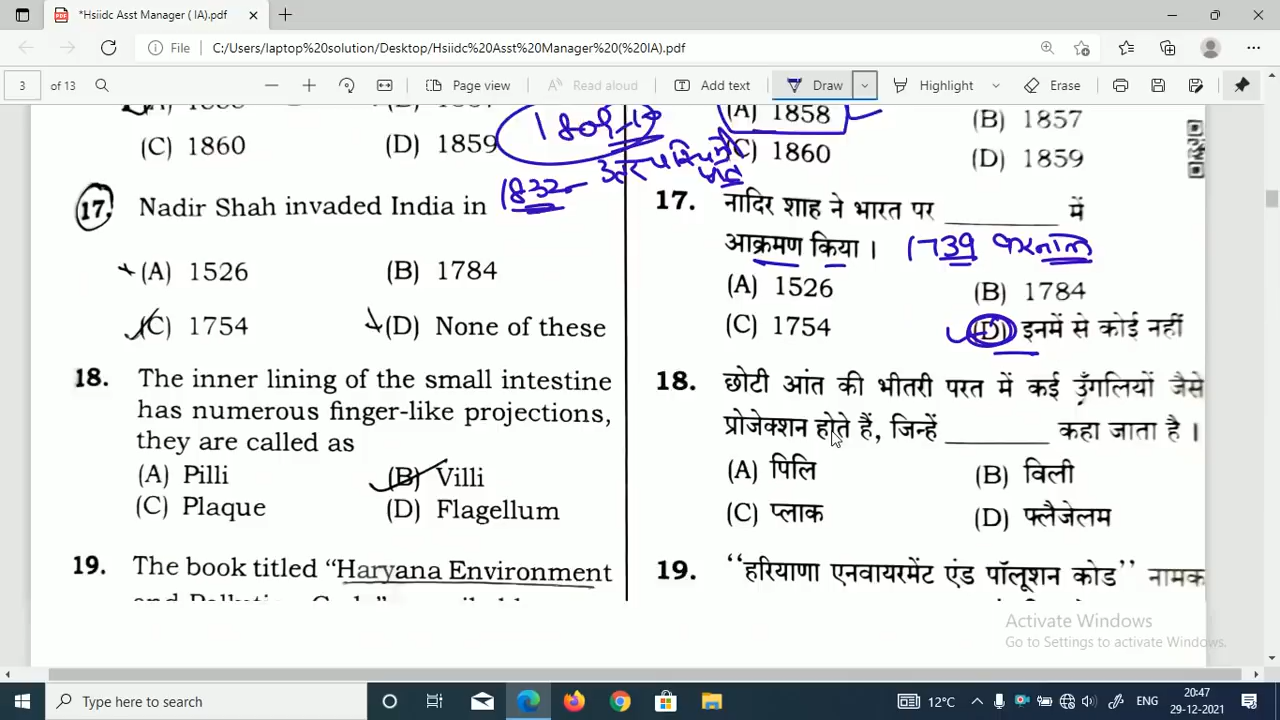 *Hsiidc Asst Manager ( IA).pdf
File C:/Users/laptop%20solution/Desktop/Hsiidc%20Asst%20Manager%20(%20IA).pdf
3 of 13 Page view Read aloud Add text Draw Highlight Erase
(C) 1860 (D) 1859
17. Nadir Shah invaded India in
(A) 1526 (B) 1784
(C) 1754 (D) None of these
18. The inner lining of the small intestine
has numerous finger-like projections,
they are called as
(A) Pilli (B) Villi
(C) Plaque (D) Flagellum
19. The book titled “Haryana Environment
1809-10
1832
(A) 1858 (B) 1857
(C) 1860 (D) 1859
17. नादिर शाह ने भारत पर ________ में
आक्रमण किया । 1739 करनाल
(A) 1526 (B) 1784
(C) 1754 (D) इनमें से कोई नहीं
18. छोटी आंत की भीतरी परत में कई उँगलियों जैसे
प्रोजेक्शन होते हैं, जिन्हें ________ कहा जाता है ।
(A) पिलि (B) विली
(C) प्लाक (D) फ्लैजेलम
19. “हरियाणा एनवायरमेंट एंड पॉलूशन कोड” नामक
Activate Windows
Go to Settings to activate Windows.
Type here to search
12°C ENG 20:47
29-12-2021